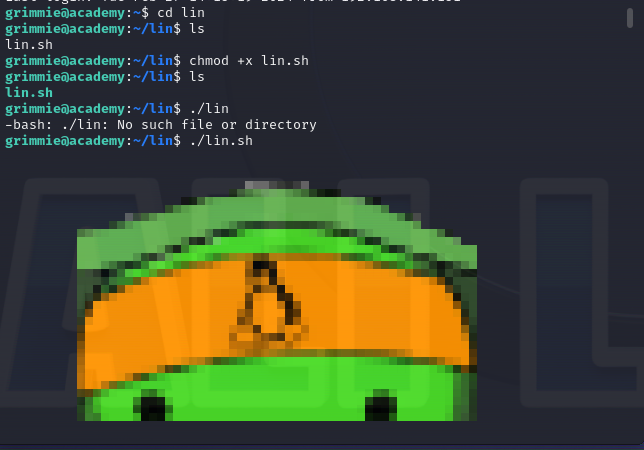 grimmie@academy:~$ cd lin
grimmie@academy:~/lin$ ls
lin.sh
grimmie@academy:~/lin$ chmod +x lin.sh
grimmie@academy:~/lin$ ls
lin.sh
grimmie@academy:~/lin$ ./lin
-bash: ./lin: No such file or directory
grimmie@academy:~/lin$ ./lin.sh